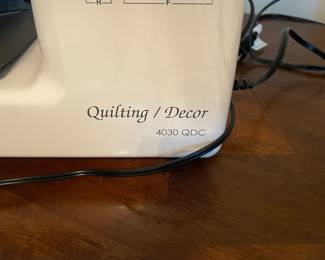 R F
Quilting / Decor
4030 QDC